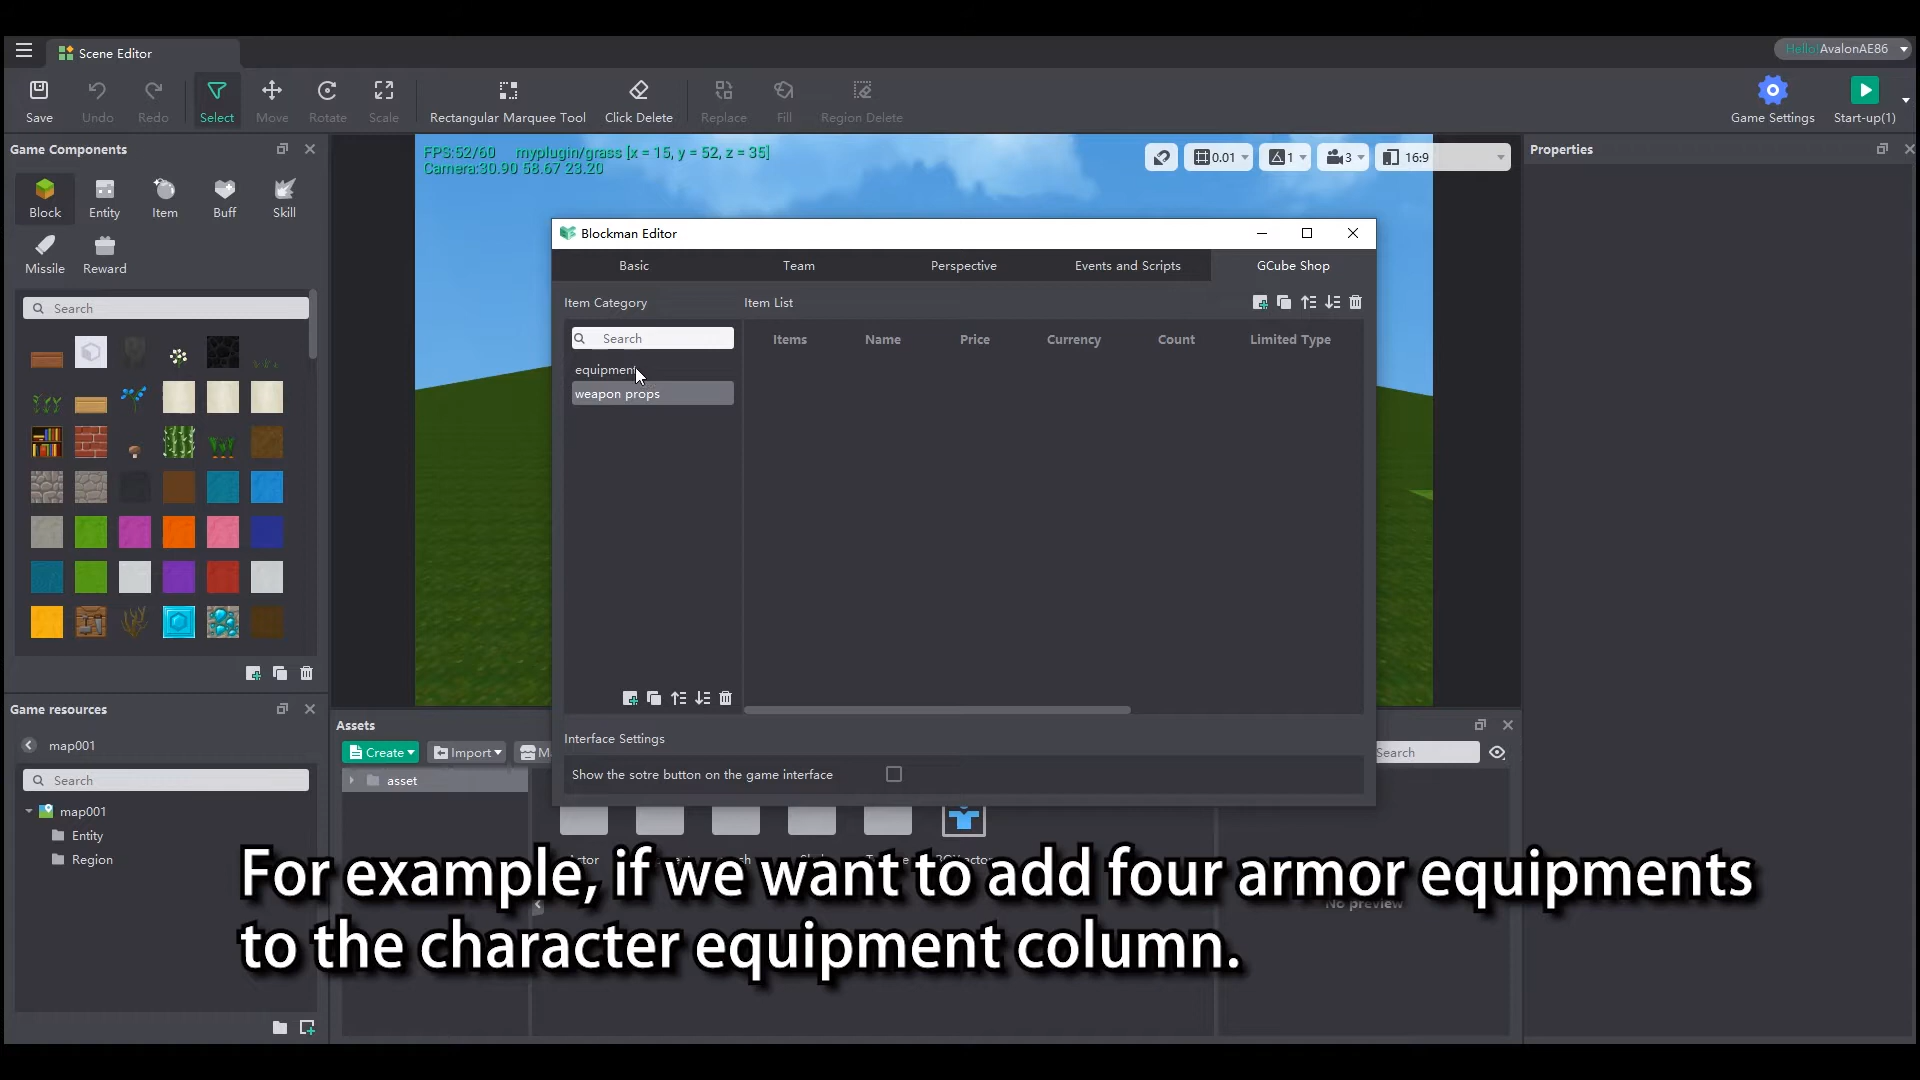 Scene Editor
Hello! AvalonAE86
Save
Undo
Redo
Select
Move
Rotate
Scale
Rectangular Marquee Tool
Click Delete
Replace
Fill
Region Delete
Game Settings
Start-up(1)
Game Components
Block
Entity
Item
Buff
Skill
Missile
Reward
Search
FPS:52/60 myplugin/grass [x = 15, y = 52, z = 35]
Camera:30.90 58.67 23.20
0.01
1
3
16:9
Properties
Blockman Editor
Basic
Team
Perspective
Events and Scripts
GCube Shop
Item Category
Item List
Search
equipment
weapon props
Items
Name
Price
Currency
Count
Limited Type
Interface Settings
Show the sotre button on the game interface
Game resources
map001
Search
map001
Entity
Region
Assets
Create
Import
asset
Search
No preview
For example, if we want to add four armor equipments
to the character equipment column.